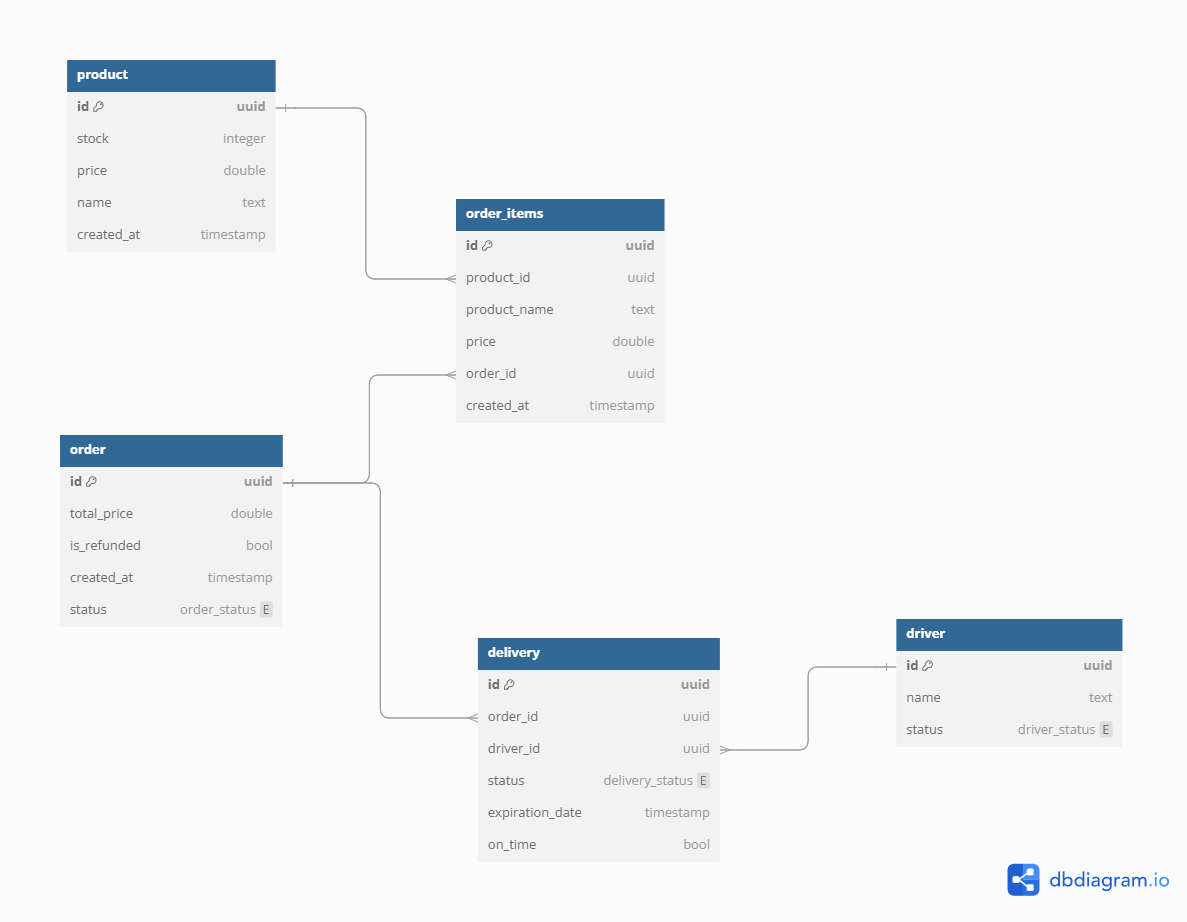 product
id uuid
stock integer
price double
name text
created_at timestamp
order_items
id uuid
product_id uuid
product_name text
price double
order_id uuid
created_at timestamp
order
id uuid
total_price double
is_refunded bool
created_at timestamp
status order_status E
delivery
id uuid
order_id uuid
driver_id uuid
status delivery_status E
expiration_date timestamp
on_time bool
driver
id uuid
name text
status driver_status E
dbdiagram.io